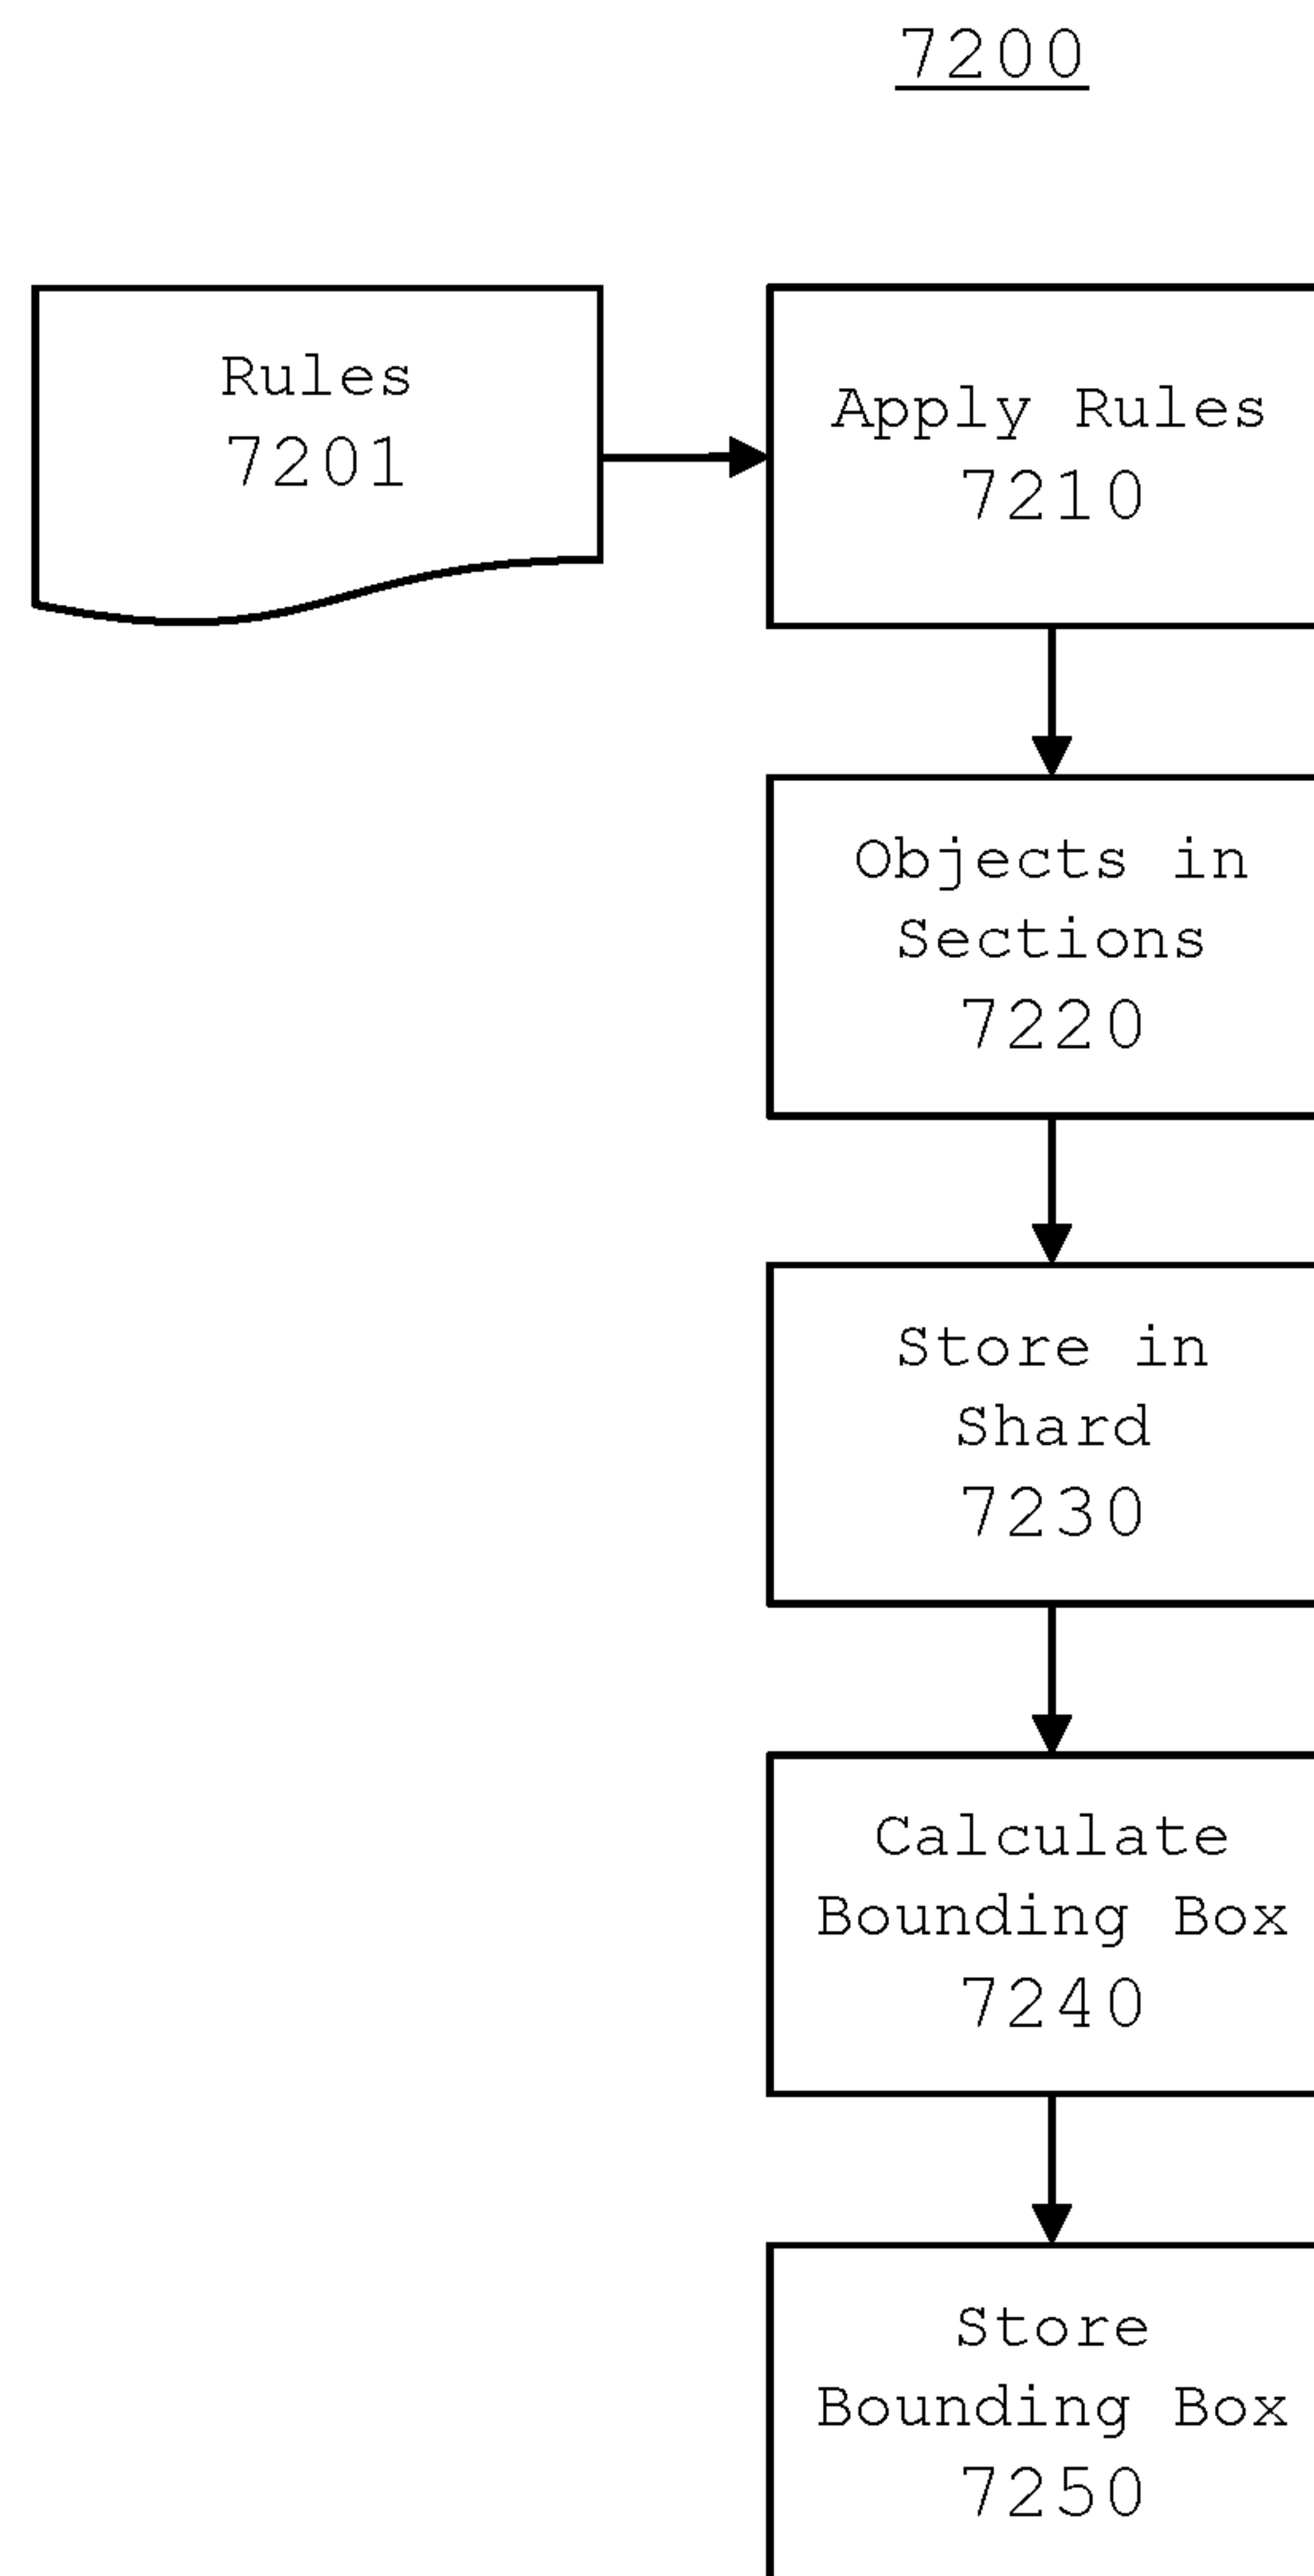 7200
Rules
7201
Apply Rules
7210
Objects in
Sections
7220
Store in
Shard
7230
Calculate
Bounding Box
7240
Store
Bounding Box
7250